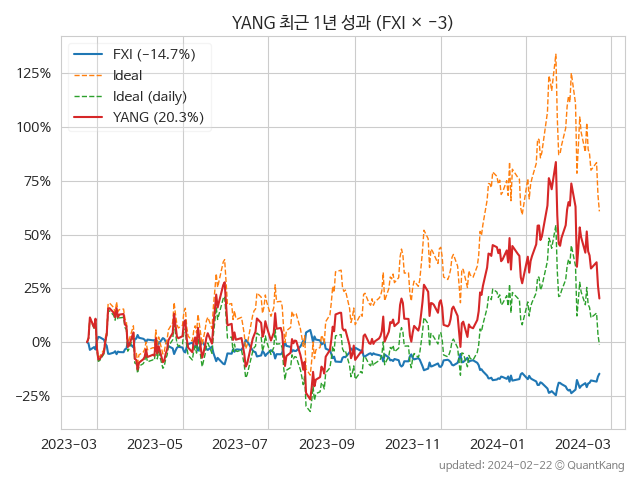 YANG 최근 1년 성과 (FXI × -3)
FXI (-14.7%)
Ideal
Ideal (daily)
YANG (20.3%)
125%
100%
75%
50%
25%
0%
−25%
2023-03 2023-05 2023-07 2023-09 2023-11 2024-01 2024-03
updated: 2024-02-22 © QuantKang